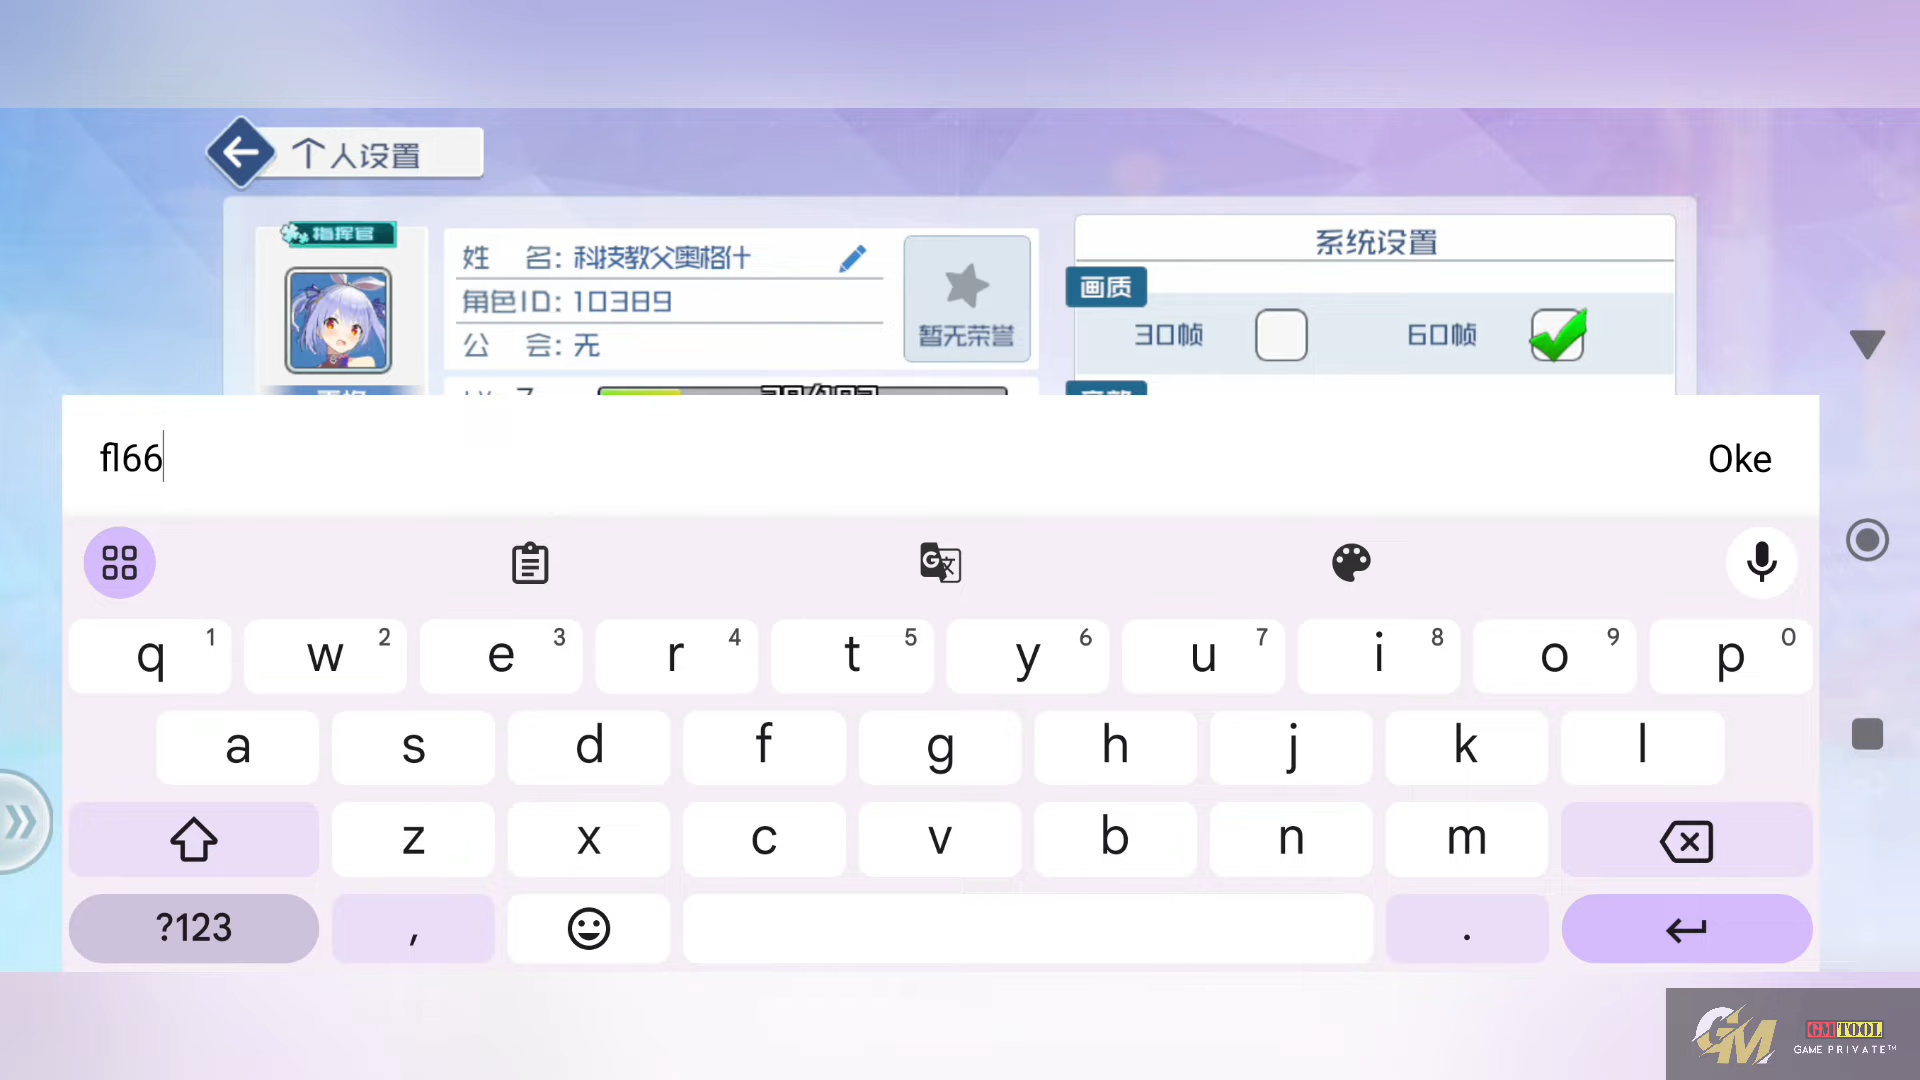 个人设置
指挥官
姓 名: 科技教父奥格什
角色ID: 10389
公 会: 无
暂无荣誉
系统设置
画质
30帧
60帧
fl66
Oke
q 1 w 2 e 3 r 4 t 5 y 6 u 7 i 8 o 9 p 0
a s d f g h j k l
z x c v b n m
?123 , .
GM
GMTOOL
GAME PRIVATE™